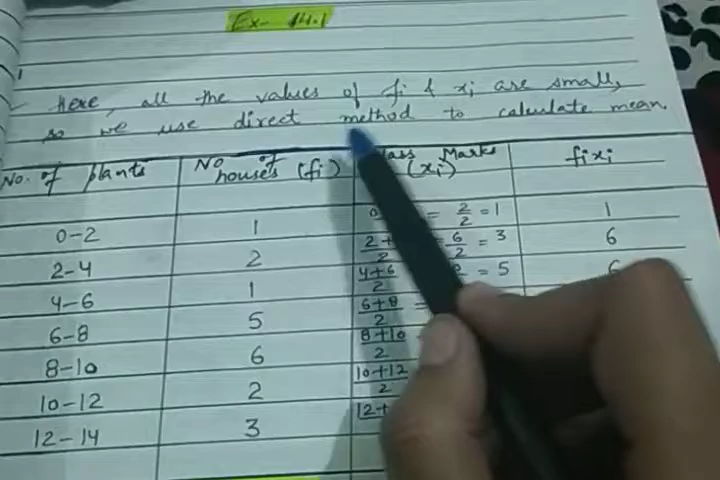 Ex- 14.1
Here, all the values of fi & xi are small,
so we use direct method to calculate mean.
No. of plants No of houses (fi) Class Marks (xi) fixi
0-2 1 = 2/2 = 1 1
2-4 2 2+ /2 = 6/2 = 3 6
4-6 1 4+6/2 = 5
6-8 5 6+8/2 =
8-10 6 8+10/2
10-12 2 10+12/2
12-14 3 12+